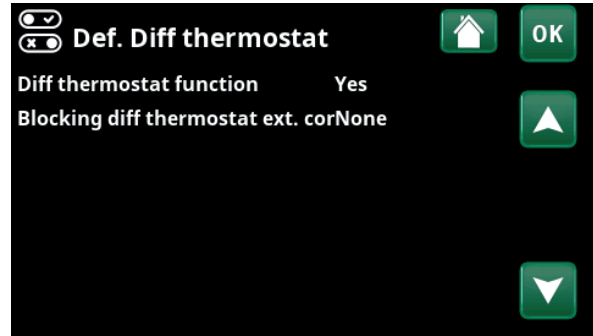 Def. Diff thermostat
OK
Diff thermostat function Yes
Blocking diff thermostat ext. corNone